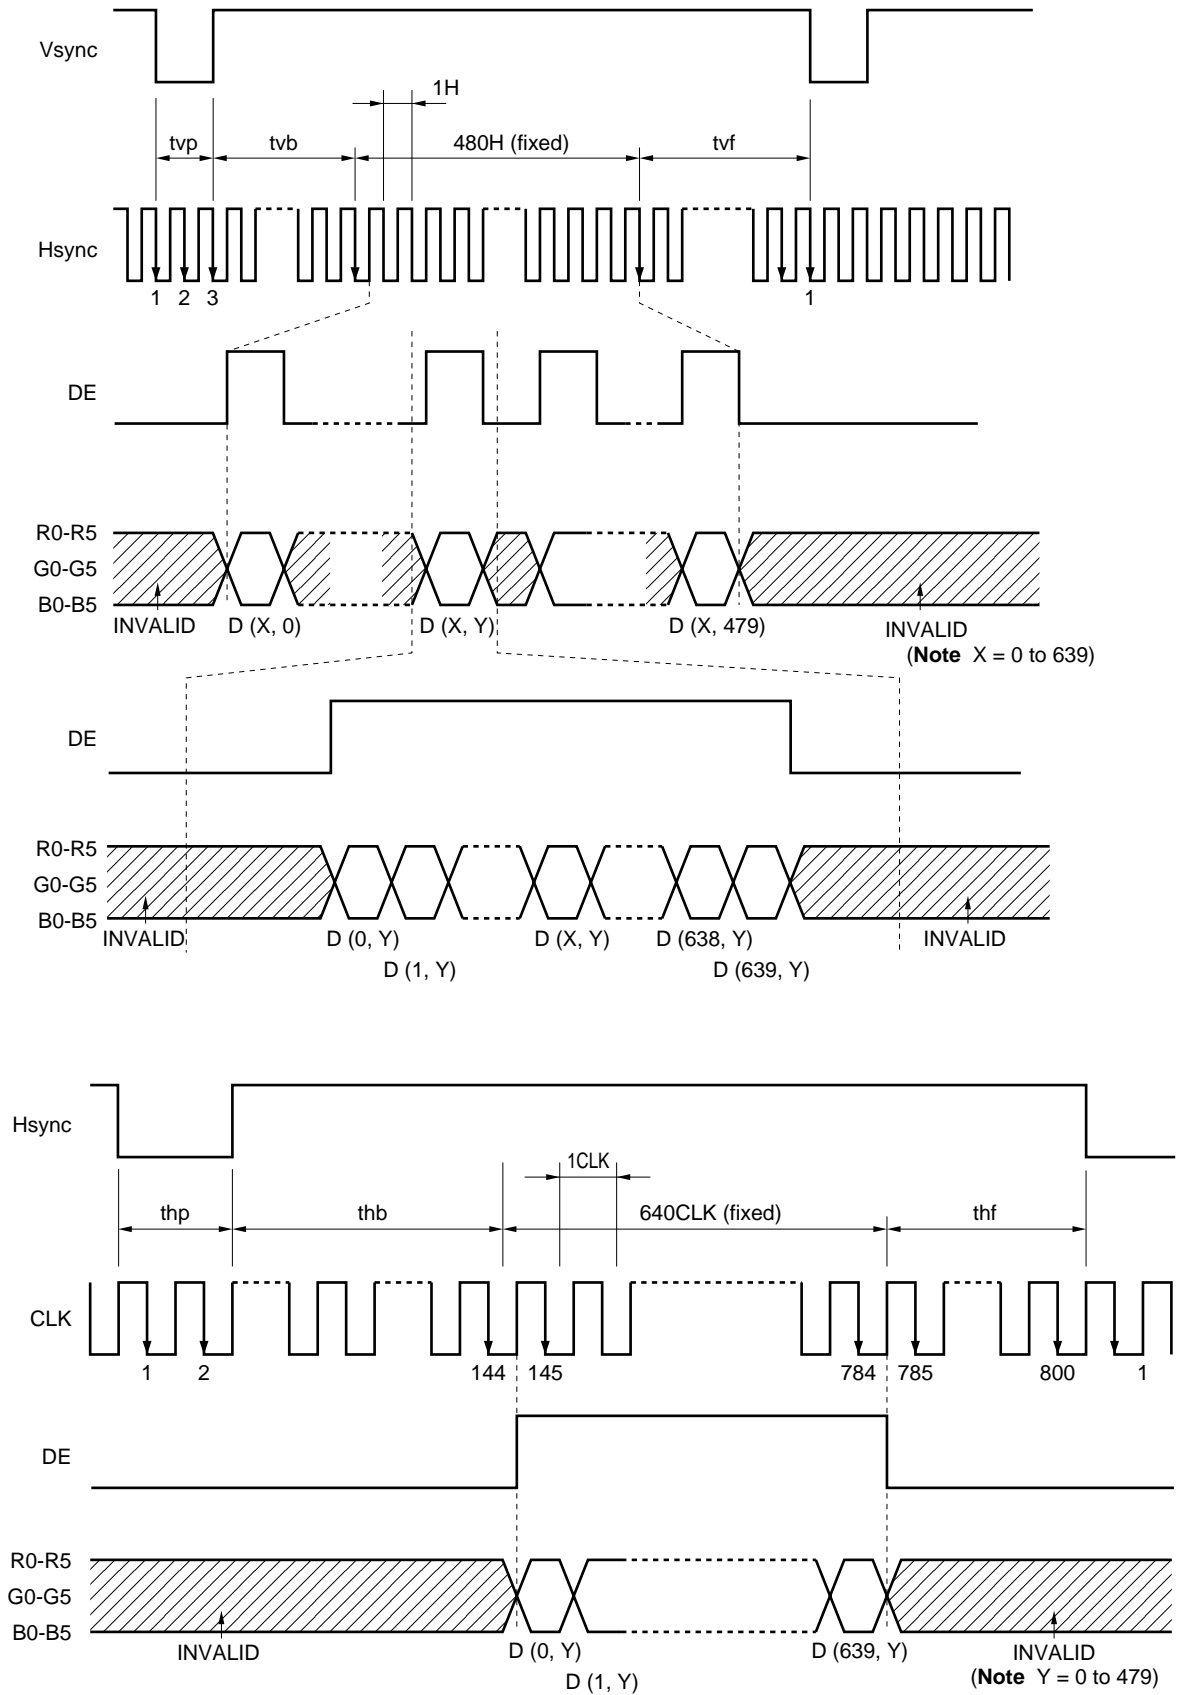 Vsync
1H
tvp tvb 480H (fixed) tvf
Hsync
1 2 3 1
DE
R0-R5
G0-G5
B0-B5
INVALID D (X, 0) D (X, Y) D (X, 479) INVALID
(Note X = 0 to 639)
DE
R0-R5
G0-G5
B0-B5
INVALID D (0, Y) D (X, Y) D (638, Y) INVALID
D (1, Y) D (639, Y)
Hsync
1CLK
thp thb 640CLK (fixed) thf
CLK
1 2 144 145 784 785 800 1
DE
R0-R5
G0-G5
B0-B5
INVALID D (0, Y) D (639, Y) INVALID
D (1, Y) (Note Y = 0 to 479)